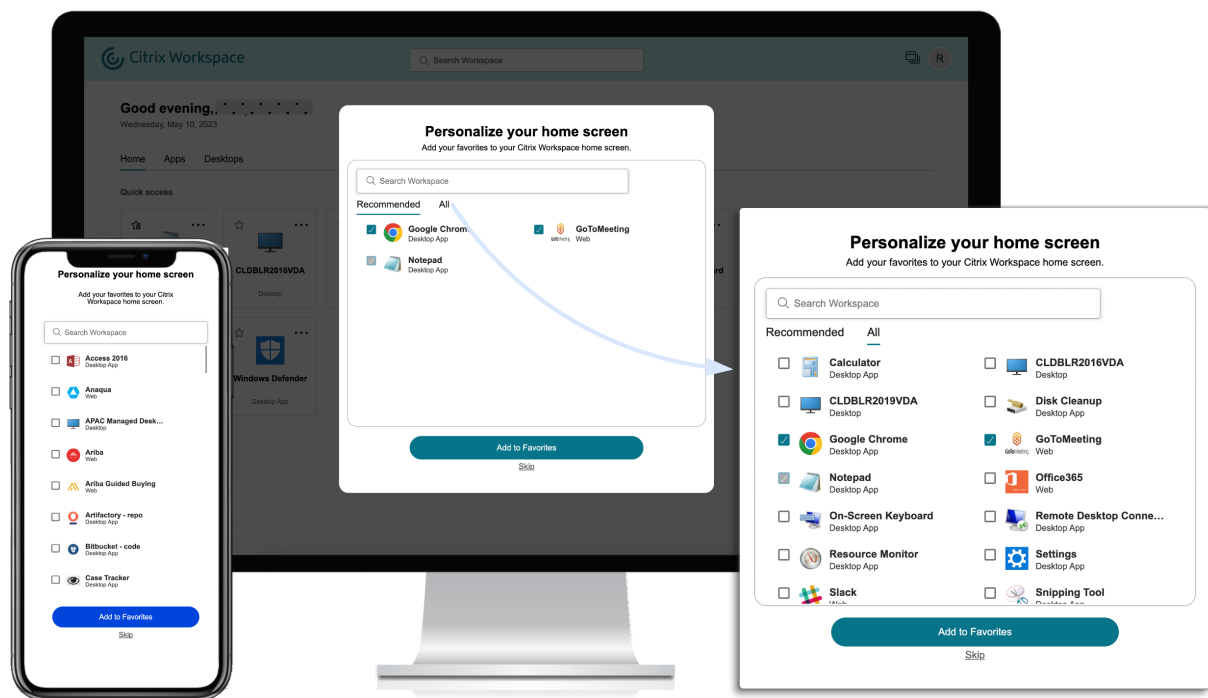 Citrix Workspace
Search Workspace
R
Good evening,
Wednesday, May 10, 2023
Home Apps Desktops
Quick access
CLDBLR2016VDA
Desktop
Windows Defender
Desktop App
Personalize your home screen
Add your favorites to your Citrix Workspace home screen.
Search Workspace
Recommended All
Google Chrom
Desktop App
GoToMeeting
GoToMeeting
Web
Notepad
Desktop App
Add to Favorites
Skip
Personalize your home screen
Add your favorites to your Citrix
Workspace home screen.
Search Workspace
Access 2016
Desktop App
Anaqua
Web
APAC Managed Desk...
Desktop
Ariba
Web
Ariba Guided Buying
Web
Artifactory - repo
Desktop App
Bitbucket - code
Desktop App
Case Tracker
Desktop App
Add to Favorites
Skip
Personalize your home screen
Add your favorites to your Citrix Workspace home screen.
Search Workspace
Recommended All
Calculator
Desktop App
CLDBLR2016VDA
Desktop
CLDBLR2019VDA
Desktop
Disk Cleanup
Desktop App
Google Chrome
Desktop App
GoToMeeting
GoToMeeting
Web
Notepad
Desktop App
Office365
Web
On-Screen Keyboard
Desktop App
Remote Desktop Conne...
Desktop App
Resource Monitor
Desktop App
Settings
Desktop App
Slack
Web
Snipping Tool
Desktop App
Add to Favorites
Skip